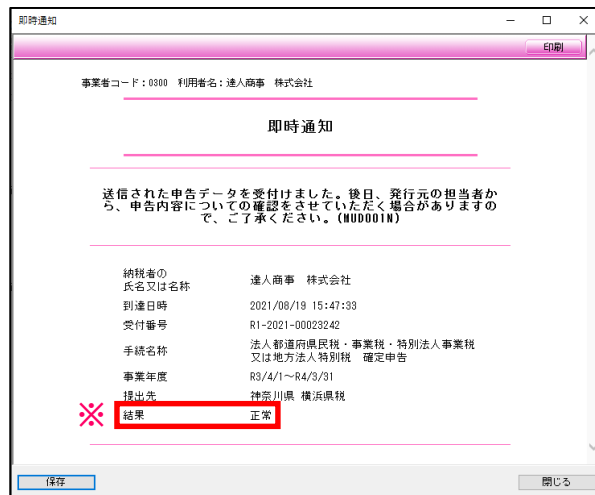 即時通知
印刷
事業者コード：0300 利用者名：達人商事 株式会社
即時通知
送信された申告データを受付けました。後日、発行元の担当者か
ら、申告内容についての確認をさせていただく場合がありますの
で、ご了承ください。(MUD001N)
納税者の
氏名又は名称 達人商事 株式会社
到達日時 2021/08/19 15:47:33
受付番号 R1-2021-00023242
手続名称 法人都道府県民税・事業税・特別法人事業税
又は地方法人特別税 確定申告
事業年度 R3/4/1～R4/3/31
提出先 神奈川県 横浜県税
※ 結果 正常
保存 閉じる